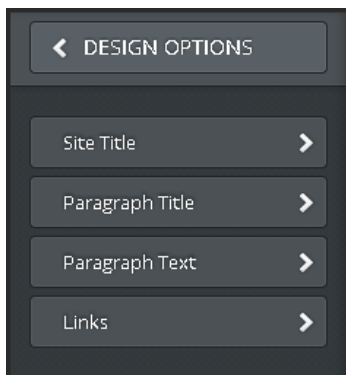 DESIGN OPTIONS
Site Title
Paragraph Title
Paragraph Text
Links